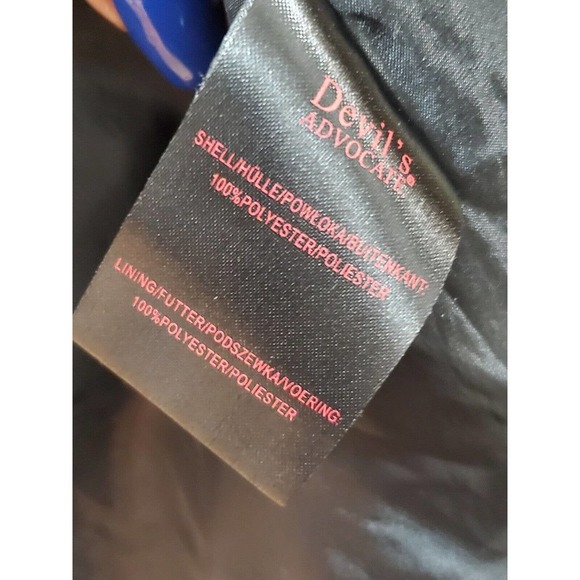 Devil's
ADVOCATE®
SHELL/HÜLLE/POWŁOKA/BUITENKANT:
100%POLYESTER/POLIESTER
LINING/FUTTER/PODSZEWKA/VOERING:
100%POLYESTER/POLIESTER